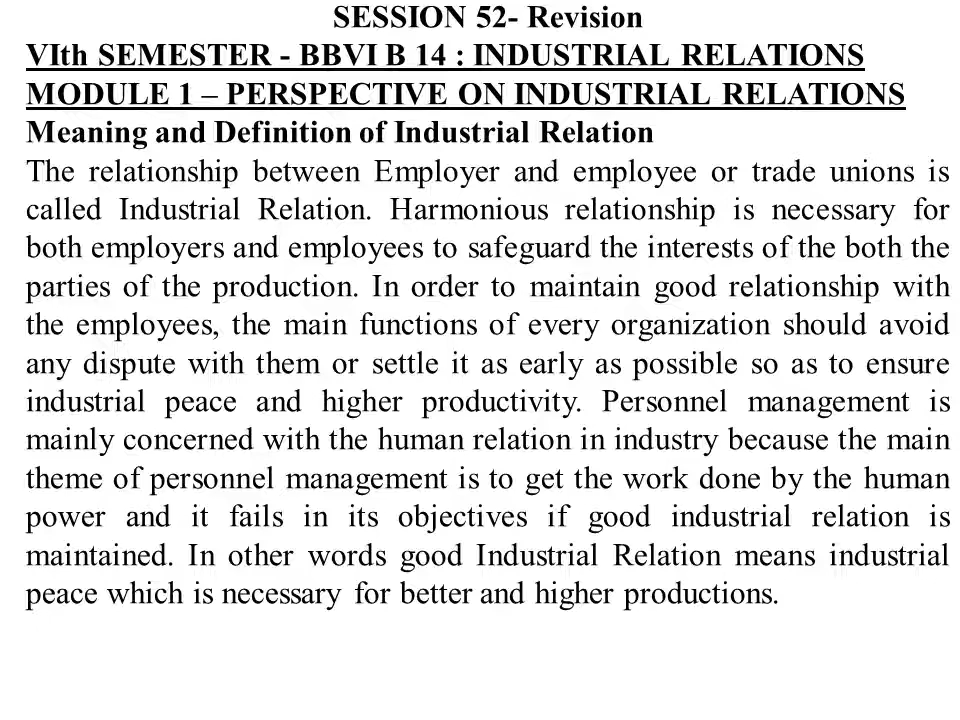 SESSION 52- Revision
VIth SEMESTER - BBVI B 14 : INDUSTRIAL RELATIONS
MODULE 1 – PERSPECTIVE ON INDUSTRIAL RELATIONS
Meaning and Definition of Industrial Relation
The relationship between Employer and employee or trade unions is
called Industrial Relation. Harmonious relationship is necessary for
both employers and employees to safeguard the interests of the both the
parties of the production. In order to maintain good relationship with
the employees, the main functions of every organization should avoid
any dispute with them or settle it as early as possible so as to ensure
industrial peace and higher productivity. Personnel management is
mainly concerned with the human relation in industry because the main
theme of personnel management is to get the work done by the human
power and it fails in its objectives if good industrial relation is
maintained. In other words good Industrial Relation means industrial
peace which is necessary for better and higher productions.